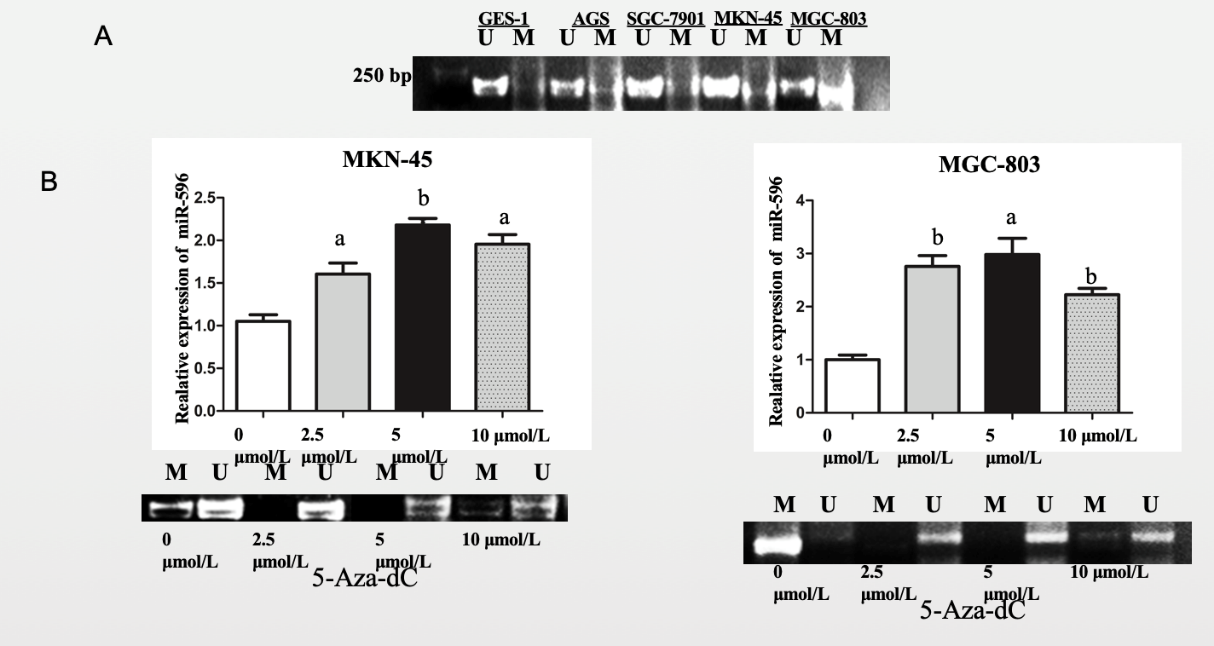 A
GES-1 AGS SGC-7901 MKN-45 MGC-803
U M U M U M U M U M
250 bp
B
MKN-45
Realative expression of miR-596
2.5
2.0
1.5
1.0
0.5
0.0
a
b
a
0 2.5 5 10 µmol/L
µmol/L µmol/L µmol/L
M U M U M U M U
0 2.5 5 10 µmol/L
µmol/L µmol/L µmol/L
5-Aza-dC
MGC-803
Realative expression of miR-596
4
3
2
1
0
b
a
b
0 2.5 5 10 µmol/L
µmol/L µmol/L µmol/L
M U M U M U M U
0 2.5 5 10 µmol/L
µmol/L µmol/L µmol/L
5-Aza-dC